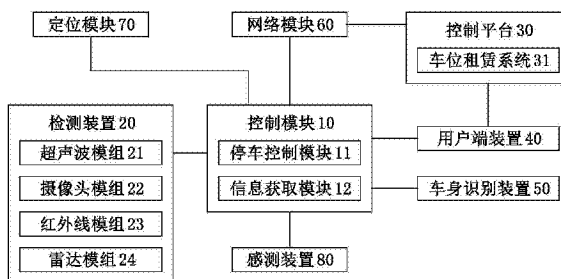 定位模块70
网络模块60
控制平台30
车位租赁系统31
检测装置20
超声波模组21
摄像头模组22
红外线模组23
雷达模组24
控制模块10
停车控制模块11
信息获取模块12
用户端装置40
车身识别装置50
感测装置80